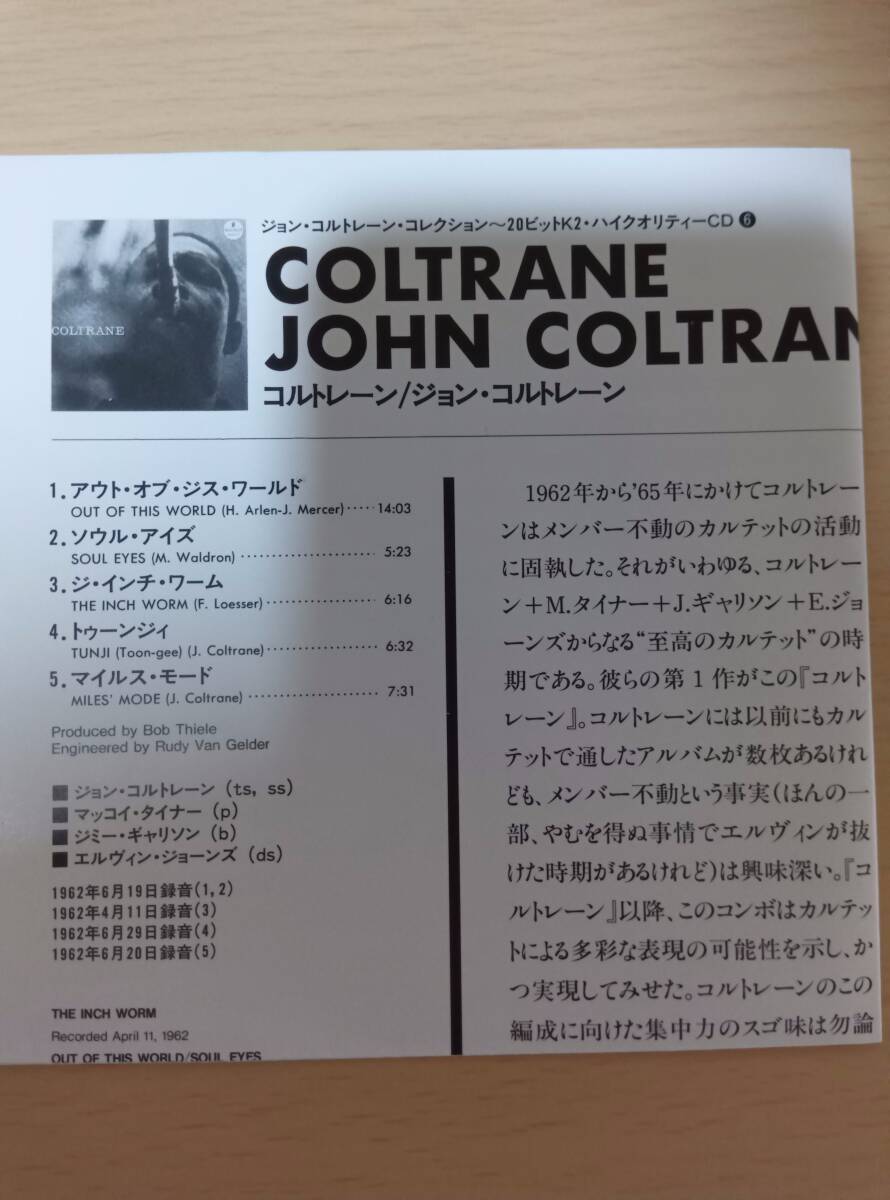 ジョン・コルトレーン・コレクション〜20ビットK2・ハイクオリティーCD❻
COLTRANE
JOHN COLTRAN
コルトレーン/ジョン・コルトレーン
COLTRANE
1.アウト・オブ・ジス・ワールド
OUT OF THIS WORLD (H. Arlen-J. Mercer)‥‥‥14:03
2.ソウル・アイズ
SOUL EYES (M. Waldron)‥‥‥5:23
3.ジ・インチ・ワーム
THE INCH WORM (F. Loesser)‥‥‥6:16
4.トゥーンジィ
TUNJI (Toon-gee) (J. Coltrane)‥‥‥6:32
5.マイルス・モード
MILES' MODE (J. Coltrane)‥‥‥7:31
Produced by Bob Thiele
Engineered by Rudy Van Gelder
■ ジョン・コルトレーン (ts, ss)
■ マッコイ・タイナー (p)
■ ジミー・ギャリソン (b)
■ エルヴィン・ジョーンズ (ds)
1962年6月19日録音(1,2)
1962年4月11日録音(3)
1962年6月29日録音(4)
1962年6月20日録音(5)
THE INCH WORM
Recorded April 11, 1962
OUT OF THIS WORLD/SOUL EYES
1962年から'65年にかけてコルトレー
ンはメンバー不動のカルテットの活動
に固執した。それがいわゆる、コルトレー
ン＋M.タイナー＋J.ギャリソン＋E.ジョ
ーンズからなる“至高のカルテット”の時
期である。彼らの第1作がこの『コルト
レーン』。コルトレーンには以前にもカル
テットで通したアルバムが数枚あるけれ
ども、メンバー不動という事実(ほんの一
部、やむを得ぬ事情でエルヴィンが抜
けた時期があるけれど)は興味深い。『コ
ルトレーン』以降、このコンボはカルテッ
トによる多彩な表現の可能性を示し、か
つ実現してみせた。コルトレーンのこの
編成に向けた集中力のスゴ味は勿論